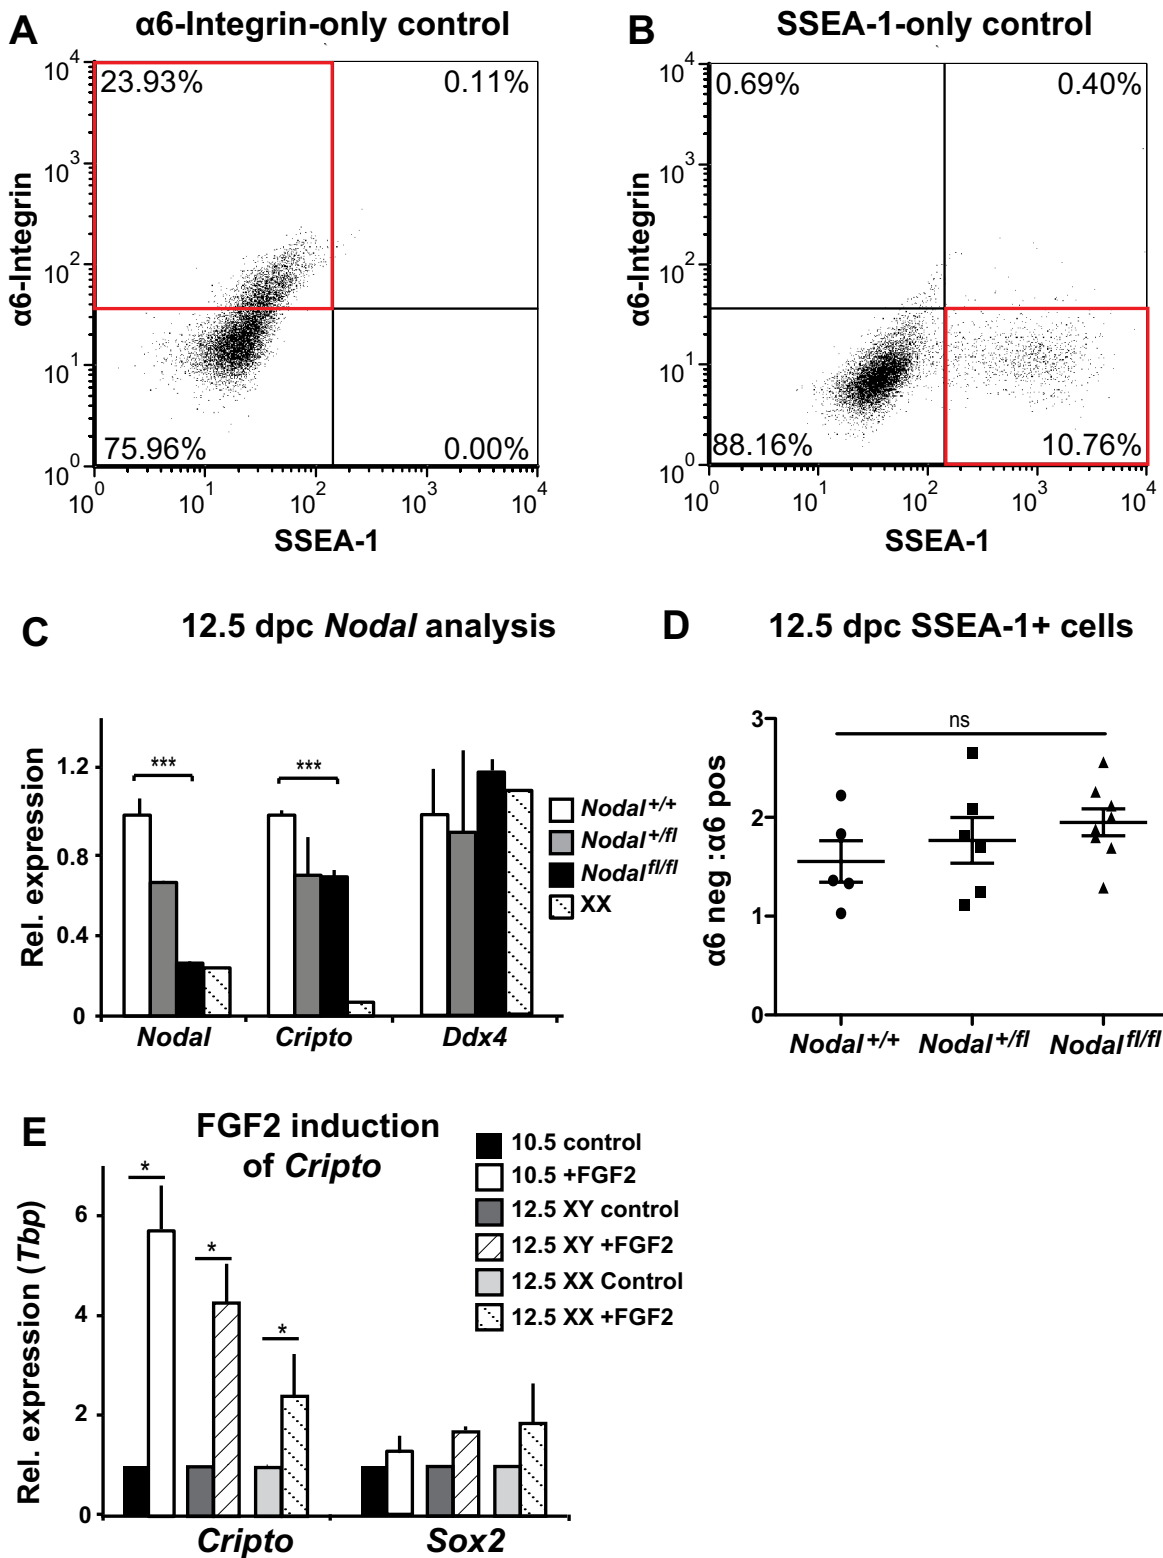 A
α6-Integrin-only control
10^4
10^3
10^2
10^1
10^0
α6-Integrin
23.93%
0.11%
75.96%
0.00%
10^0 10^1 10^2 10^3 10^4
SSEA-1
B
SSEA-1-only control
10^4
10^3
10^2
10^1
10^0
α6-Integrin
0.69%
0.40%
88.16%
10.76%
10^0 10^1 10^2 10^3 10^4
SSEA-1
C
12.5 dpc Nodal analysis
Rel. expression
1.2
0.8
0.4
0
***
***
Nodal Cripto Ddx4
Nodal^+/+
Nodal^+/fl
Nodal^fl/fl
XX
D
12.5 dpc SSEA-1+ cells
α6 neg :α6 pos
3
2
1
0
ns
Nodal^+/+ Nodal^+/fl Nodal^fl/fl
E
FGF2 induction
of Cripto
Rel. expression (Tbp)
6
4
2
0
*
*
*
Cripto Sox2
10.5 control
10.5 +FGF2
12.5 XY control
12.5 XY +FGF2
12.5 XX Control
12.5 XX +FGF2